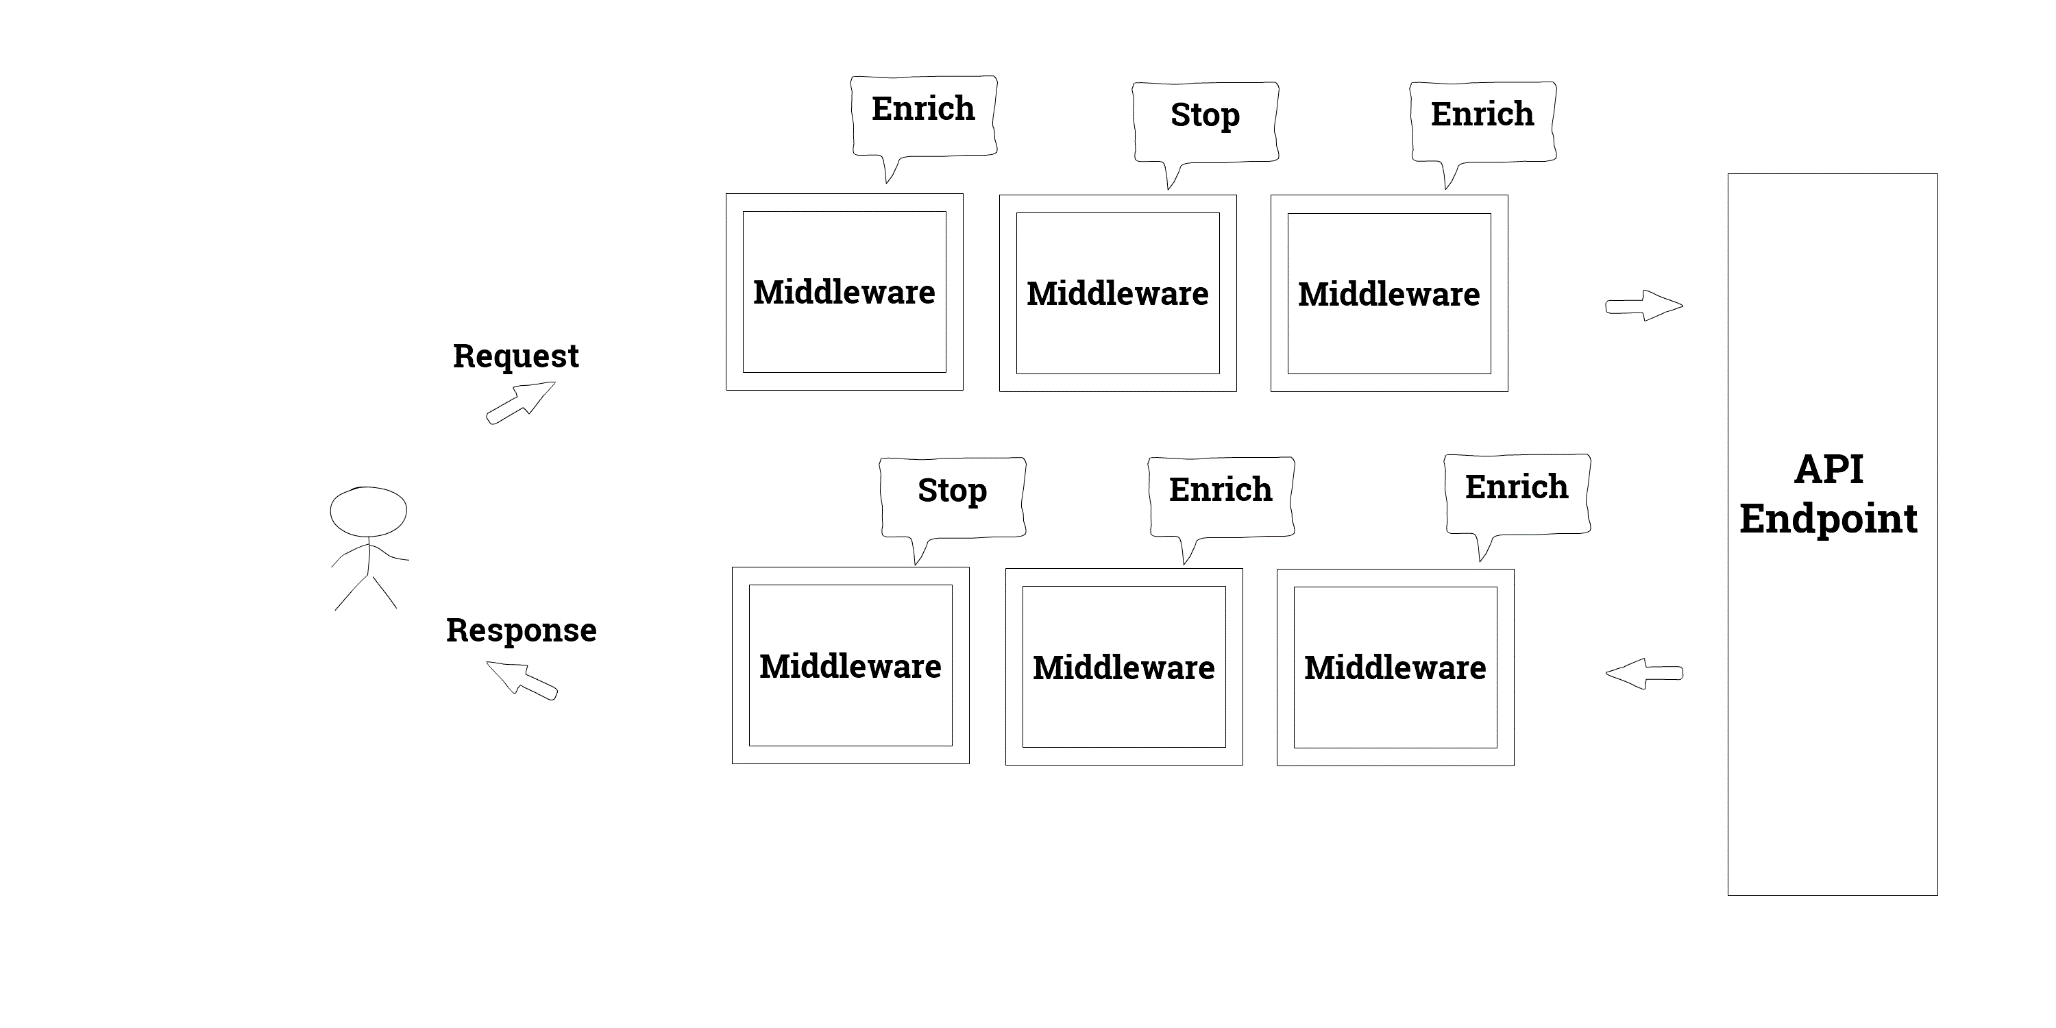 Enrich
Stop
Enrich
Middleware
Middleware
Middleware
Request
API
Endpoint
Stop
Enrich
Enrich
Response
Middleware
Middleware
Middleware